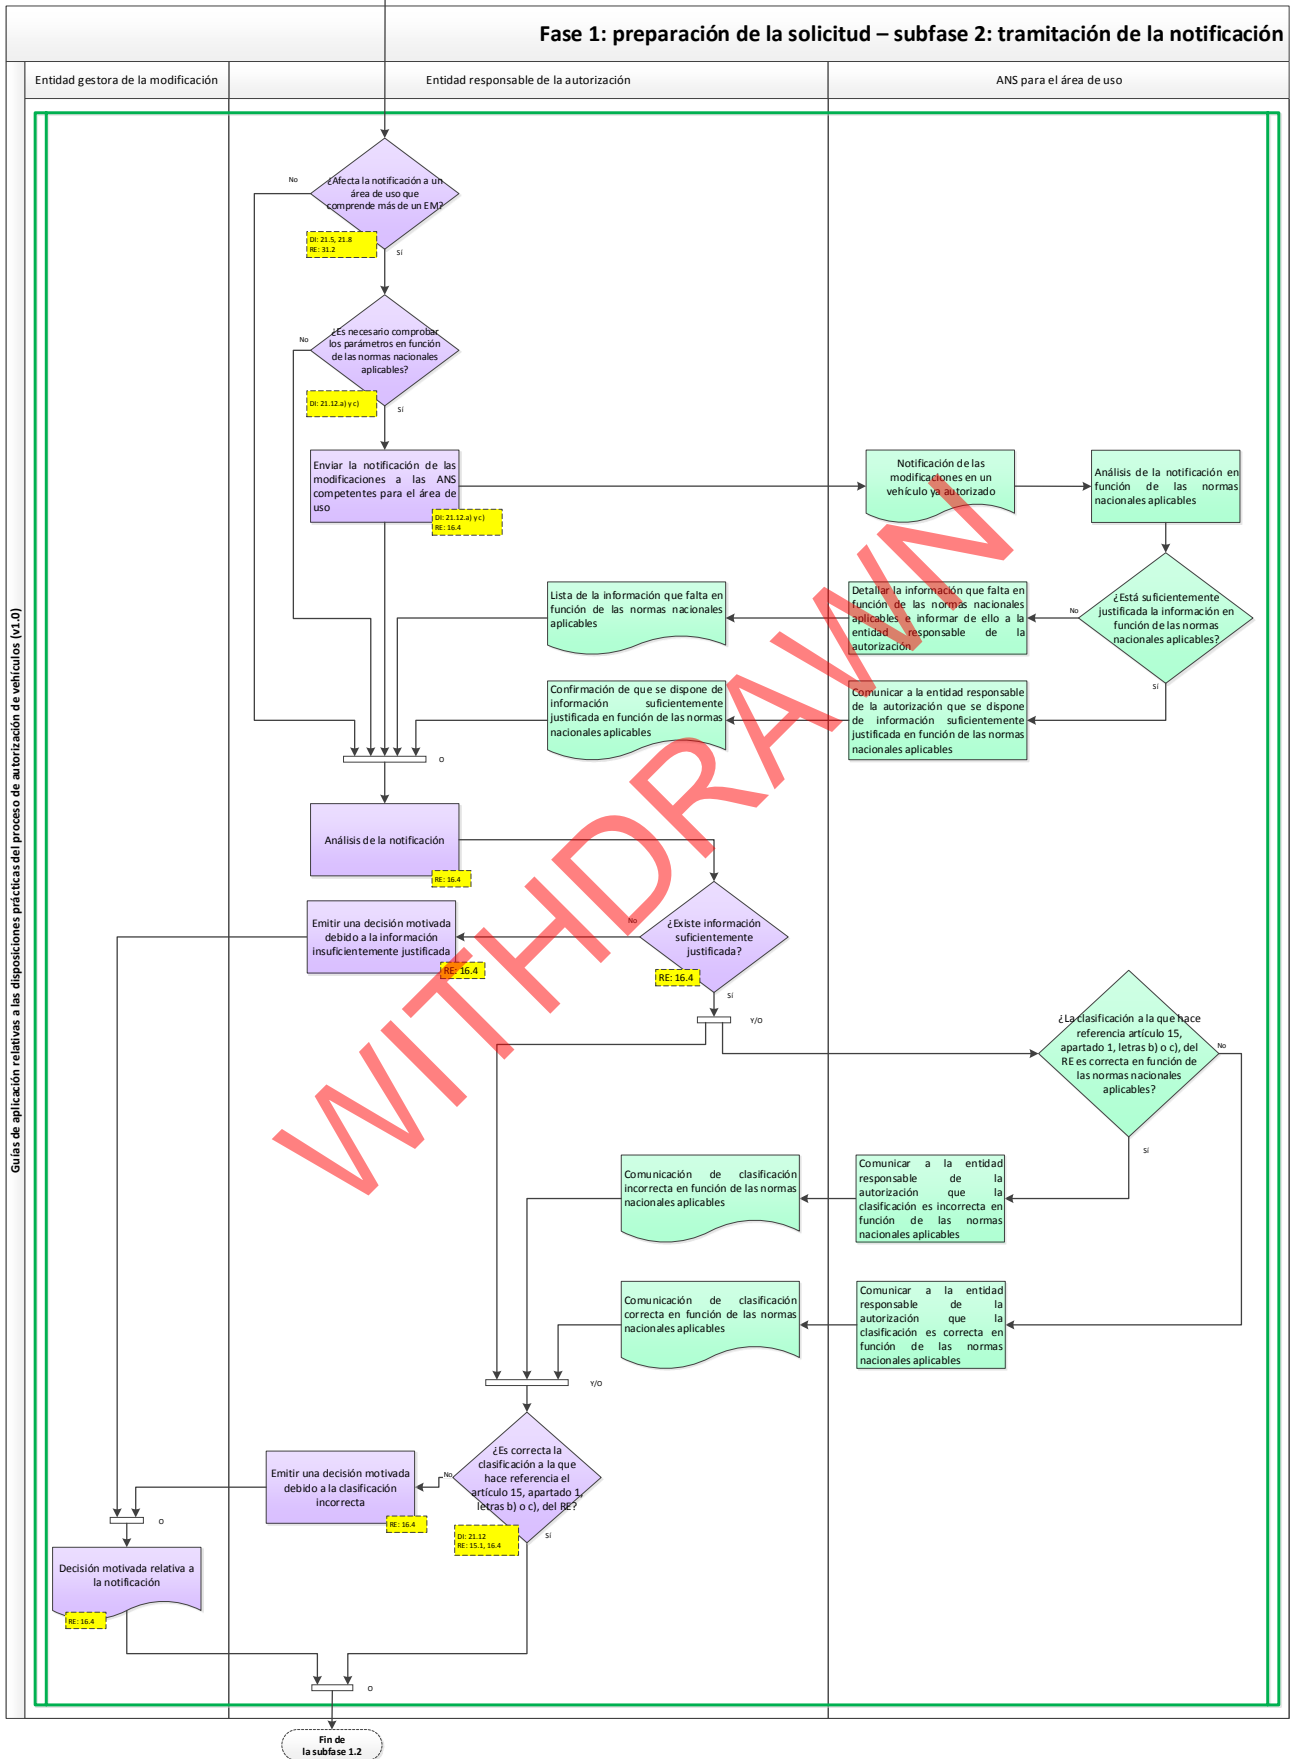 Fase 1: preparación de la solicitud – subfase 2: tramitación de la notificación
Entidad gestora de la modificación
Entidad responsable de la autorización
ANS para el área de uso
Guías de aplicación relativas a las disposiciones prácticas del proceso de autorización de vehículos (v1.0)
¿Afecta la notificación a un
área de uso que
comprende más de un EM?
No
DI: 21.5, 21.8
RE: 31.2
Sí
¿Es necesario comprobar
los parámetros en función
de las normas nacionales
aplicables?
No
DI: 21.12.a) y c)
Sí
Enviar la notificación de las
modificaciones a las ANS
competentes para el área de
uso
DI: 21.12.a) y c)
RE: 16.4
Notificación de las
modificaciones en un
vehículo ya autorizado
Análisis de la notificación en
función de las normas
nacionales aplicables
¿Está suficientemente
justificada la información en
función de las normas
nacionales aplicables?
No
Sí
Detallar la información que falta en
función de las normas nacionales
aplicables e informar de ello a la
entidad responsable de la
autorización
Lista de la información que falta en
función de las normas nacionales
aplicables
Comunicar a la entidad responsable
de la autorización que se dispone
de información suficientemente
justificada en función de las normas
nacionales aplicables
Confirmación de que se dispone de
información suficientemente
justificada en función de las normas
nacionales aplicables
O
Análisis de la notificación
RE: 16.4
¿Existe información
suficientemente
justificada?
No
RE: 16.4
Sí
Emitir una decisión motivada
debido a la información
insuficientemente justificada
RE: 16.4
Y/O
¿La clasificación a la que hace
referencia artículo 15,
apartado 1, letras b) o c), del
RE es correcta en función de
las normas nacionales
aplicables?
No
Sí
Comunicar a la entidad
responsable de la
autorización que la
clasificación es incorrecta en
función de las normas
nacionales aplicables
Comunicación de clasificación
incorrecta en función de las normas
nacionales aplicables
Comunicar a la entidad
responsable de la
autorización que la
clasificación es correcta en
función de las normas
nacionales aplicables
Comunicación de clasificación
correcta en función de las normas
nacionales aplicables
Y/O
¿Es correcta la
clasificación a la que
hace referencia el
artículo 15, apartado 1,
letras b) o c), del RE?
No
DI: 21.12
RE: 15.1, 16.4
Sí
Emitir una decisión motivada
debido a la clasificación
incorrecta
RE: 16.4
O
Decisión motivada relativa a
la notificación
RE: 16.4
O
Fin de
la subfase 1.2
WITHDRAWN